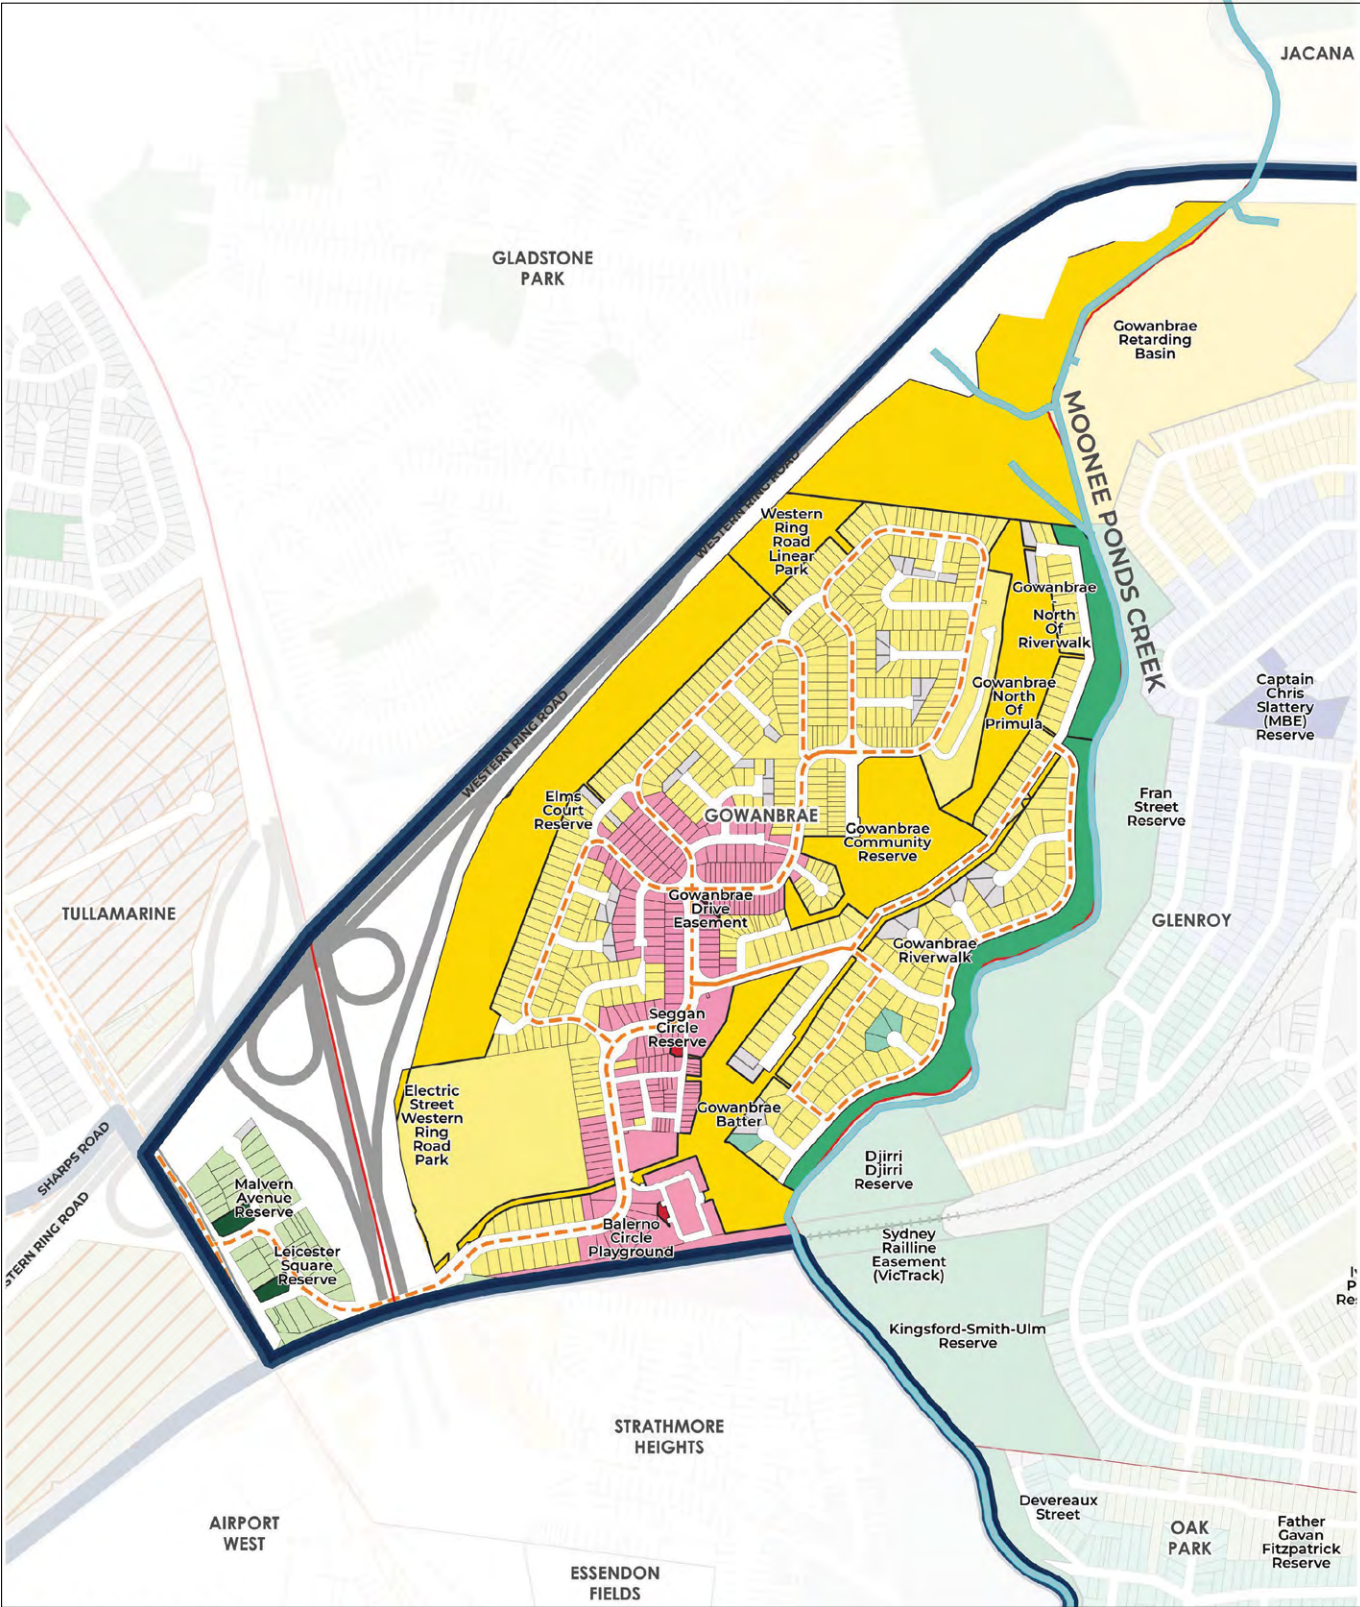 JACANA
GLADSTONE
PARK
Gowanbrae
Retarding
Basin
MOONEE PONDS CREEK
WESTERN RING ROAD
Western
Ring
Road
Linear
Park
Gowanbrae
North
Of
Riverwalk
Gowanbrae
North
Of
Primula
Captain
Chris
Slattery
(MBE)
Reserve
WESTERN RING ROAD
Elms
Court
Reserve
GOWANBRAE
Gowanbrae
Community
Reserve
Fran
Street
Reserve
Gowanbrae
Drive
Easement
TULLAMARINE
GLENROY
Gowanbrae
Riverwalk
Seggan
Circle
Reserve
Electric
Street
Western
Ring
Road
Park
Gowanbrae
Batter
SHARPS ROAD
Djirri
Djirri
Reserve
Malvern
Avenue
Reserve
STERN RING ROAD
Leicester
Square
Reserve
Balerno
Circle
Playground
Sydney
Railline
Easement
(VicTrack)
P
Re
Kingsford-Smith-Ulm
Reserve
STRATHMORE
HEIGHTS
Devereaux
Street
AIRPORT
WEST
OAK
PARK
Father
Gavan
Fitzpatrick
Reserve
ESSENDON
FIELDS